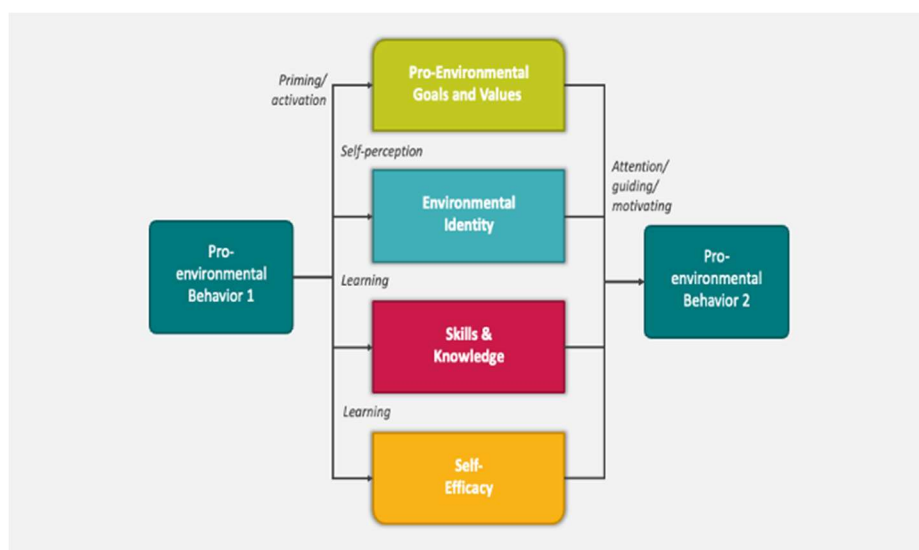 Priming/
activation
Pro-Environmental
Goals and Values
Self-perception
Environmental
Identity
Attention/
guiding/
motivating
Pro-
environmental
Behavior 1
Learning
Skills &
Knowledge
Pro-
environmental
Behavior 2
Learning
Self-
Efficacy